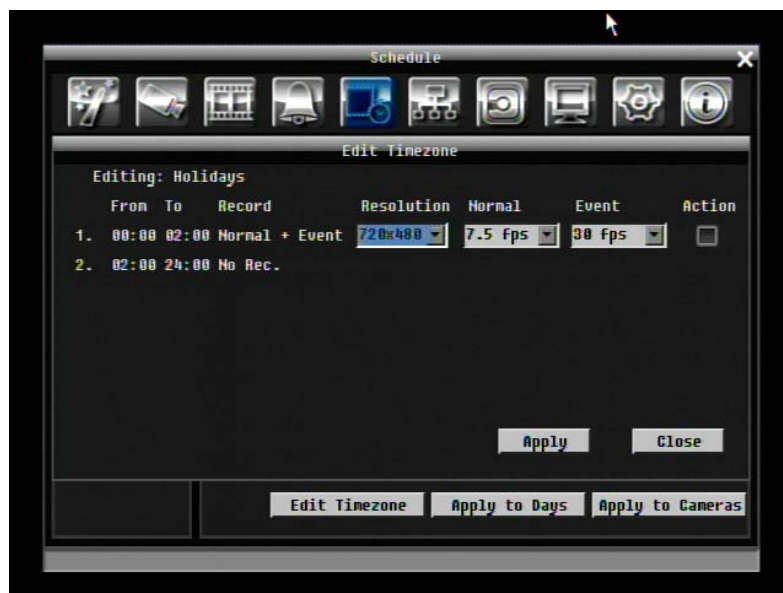 Schedule
Edit Timezone
Editing: Holidays
From To Record Resolution Normal Event Action
1. 00:00 02:00 Normal + Event 720x480 7.5 fps 30 fps
2. 02:00 24:00 No Rec.
Apply Close
Edit Timezone Apply to Days Apply to Cameras